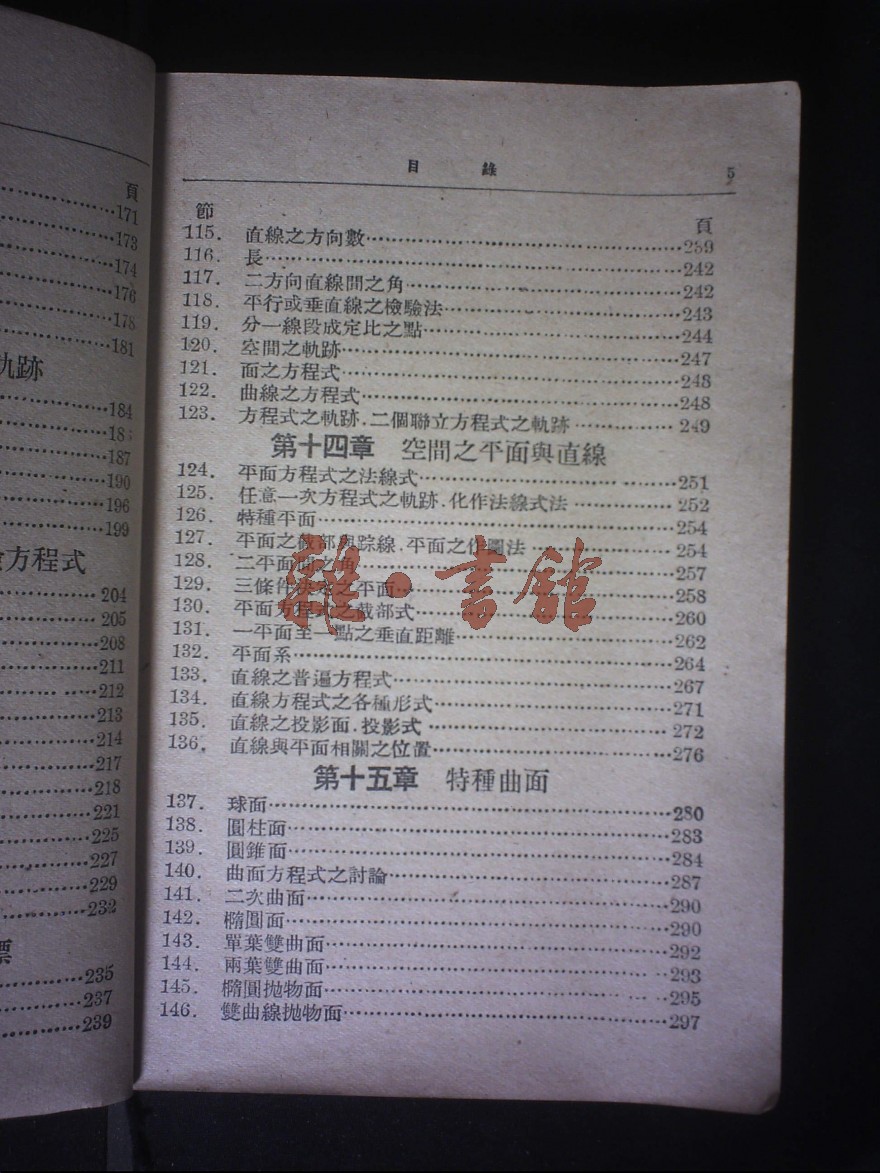 頁
171
173
174
176
178
181
軌跡
184
187
190
196
199
方程式
204
205
208
211
212
213
214
217
218
221
225
227
229
232
標
235
237
239
目 錄 5
節 頁
115. 直線之方向數 239
116. 長 242
117. 二方向直線間之角 242
118. 平行或垂直線之檢驗法 243
119. 分一線段成定比之點 244
120. 空間之軌跡 247
121. 面之方程式 248
122. 曲線之方程式 248
123. 方程式之軌跡.二個聯立方程式之軌跡 249
第十四章 空間之平面與直線
124. 平面方程式之法線式 251
125. 任意一次方程式之軌跡.化作法線式法 252
126. 特種平面 254
127. 平面之截部與踪線.平面之作圖法 254
128. 二平面間之角 257
129. 三條件決定之平面 258
130. 平面方程式之截部式 260
131. 一平面至一點之垂直距離 262
132. 平面系 264
133. 直線之普遍方程式 267
134. 直線方程式之各種形式 271
135. 直線之投影面.投影式 272
136. 直線與平面相關之位置 276
第十五章 特種曲面
137. 球面 280
138. 圓柱面 283
139. 圓錐面 284
140. 曲面方程式之討論 287
141. 二次曲面 290
142. 橢圓面 290
143. 單葉雙曲面 292
144. 兩葉雙曲面 293
145. 橢圓拋物面 295
146. 雙曲線拋物面 297
雜·書館